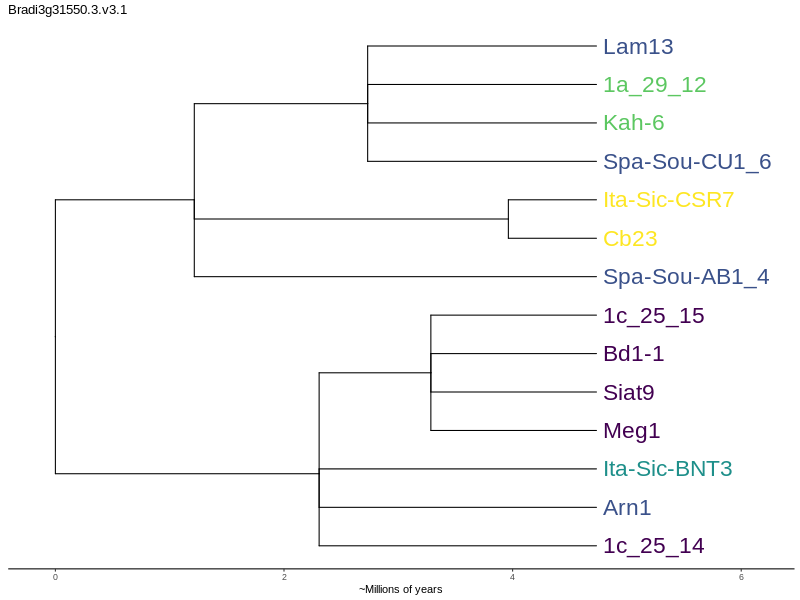 Bradi3g31550.3.v3.1
Lam13
1a_29_12
Kah-6
Spa-Sou-CU1_6
Ita-Sic-CSR7
Cb23
Spa-Sou-AB1_4
1c_25_15
Bd1-1
Siat9
Meg1
Ita-Sic-BNT3
Arn1
1c_25_14
0 2 4 6
~Millions of years